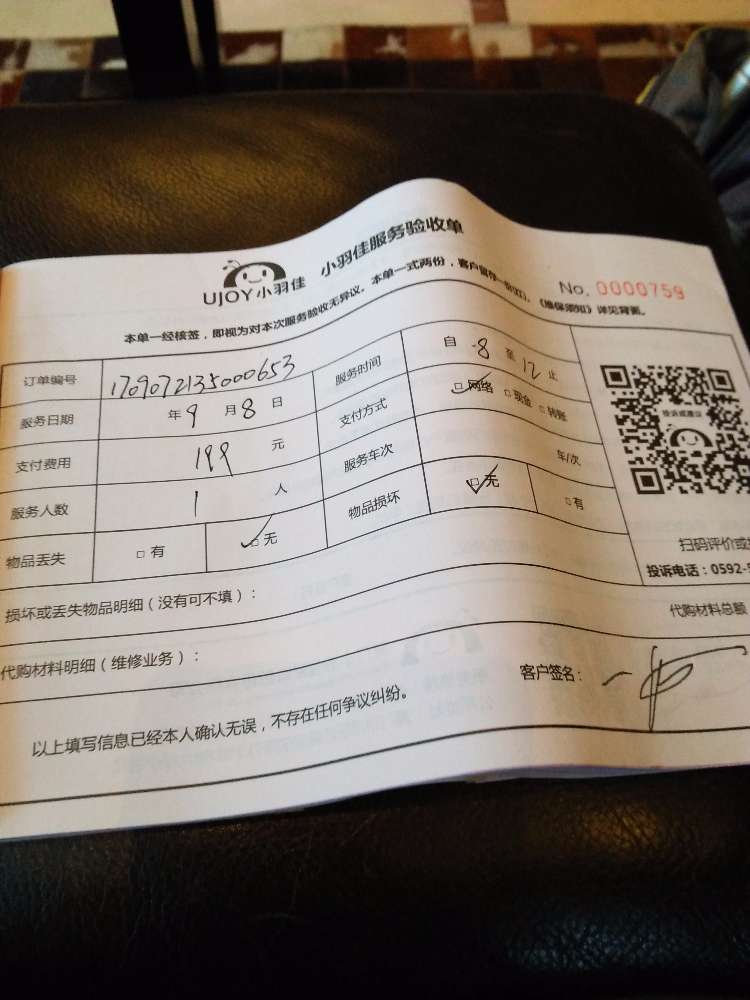 UJOY小羽佳 小羽佳服务验收单
No. 0000759
本单一经核签，即视为对本次服务验收无异议。本单一式两份，客户留存一份，《维保须知》详见背面。
订单编号 170907213500653 服务时间 自 8 至 12 止
服务日期 年 9 月 8 日 支付方式 □网络 □现金 □转账
支付费用 199 元 服务车次 车/次
服务人数 1 人 物品损坏 □无 □有
物品丢失 □有 □无
投诉或建议
扫码评价或
投诉电话：0592-5
损坏或丢失物品明细（没有可不填）：
代购材料总额
代购材料明细（维修业务）：
客户签名：
以上填写信息已经本人确认无误，不存在任何争议纠纷。